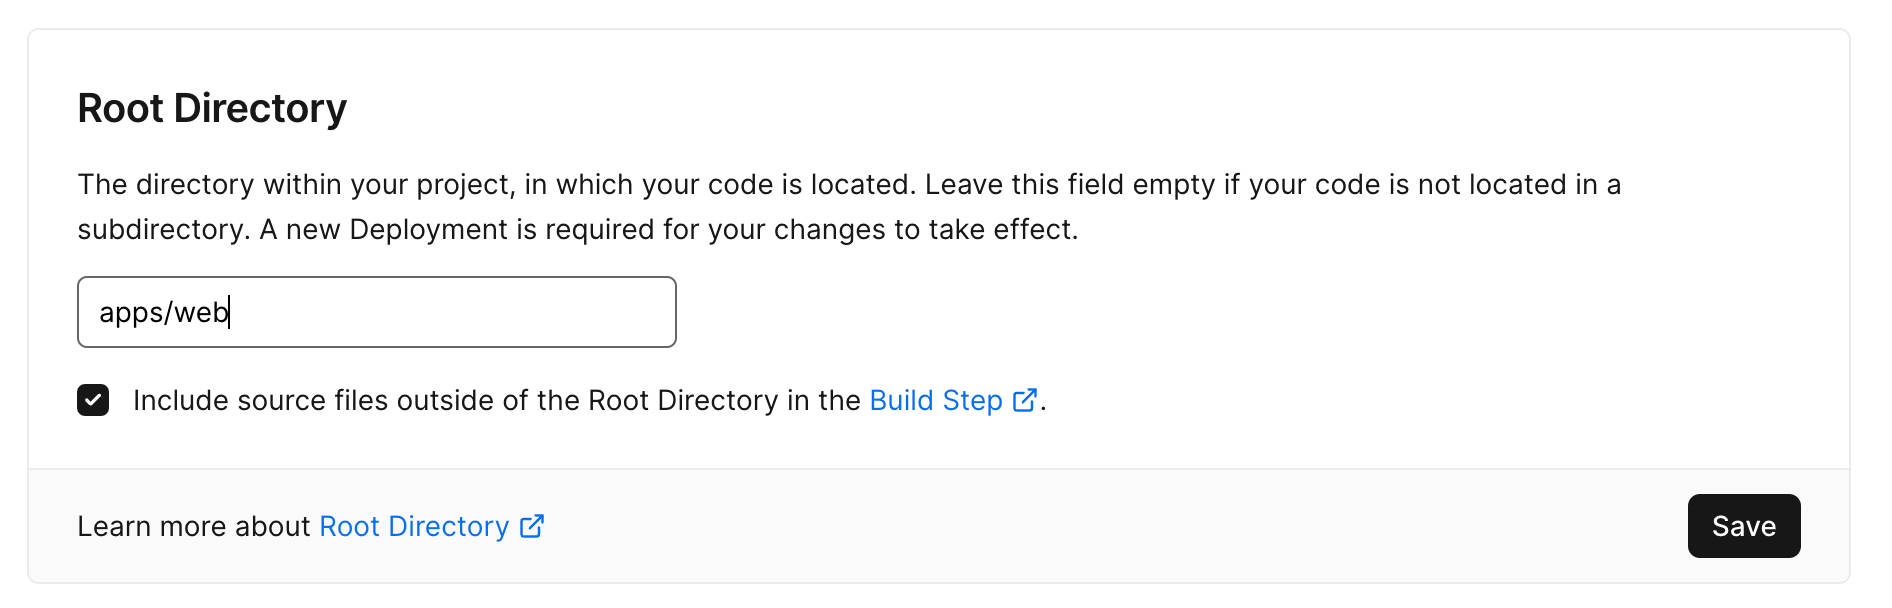 Root Directory
The directory within your project, in which your code is located. Leave this field empty if your code is not located in a
subdirectory. A new Deployment is required for your changes to take effect.
apps/web
Include source files outside of the Root Directory in the Build Step.
Learn more about Root Directory
Save